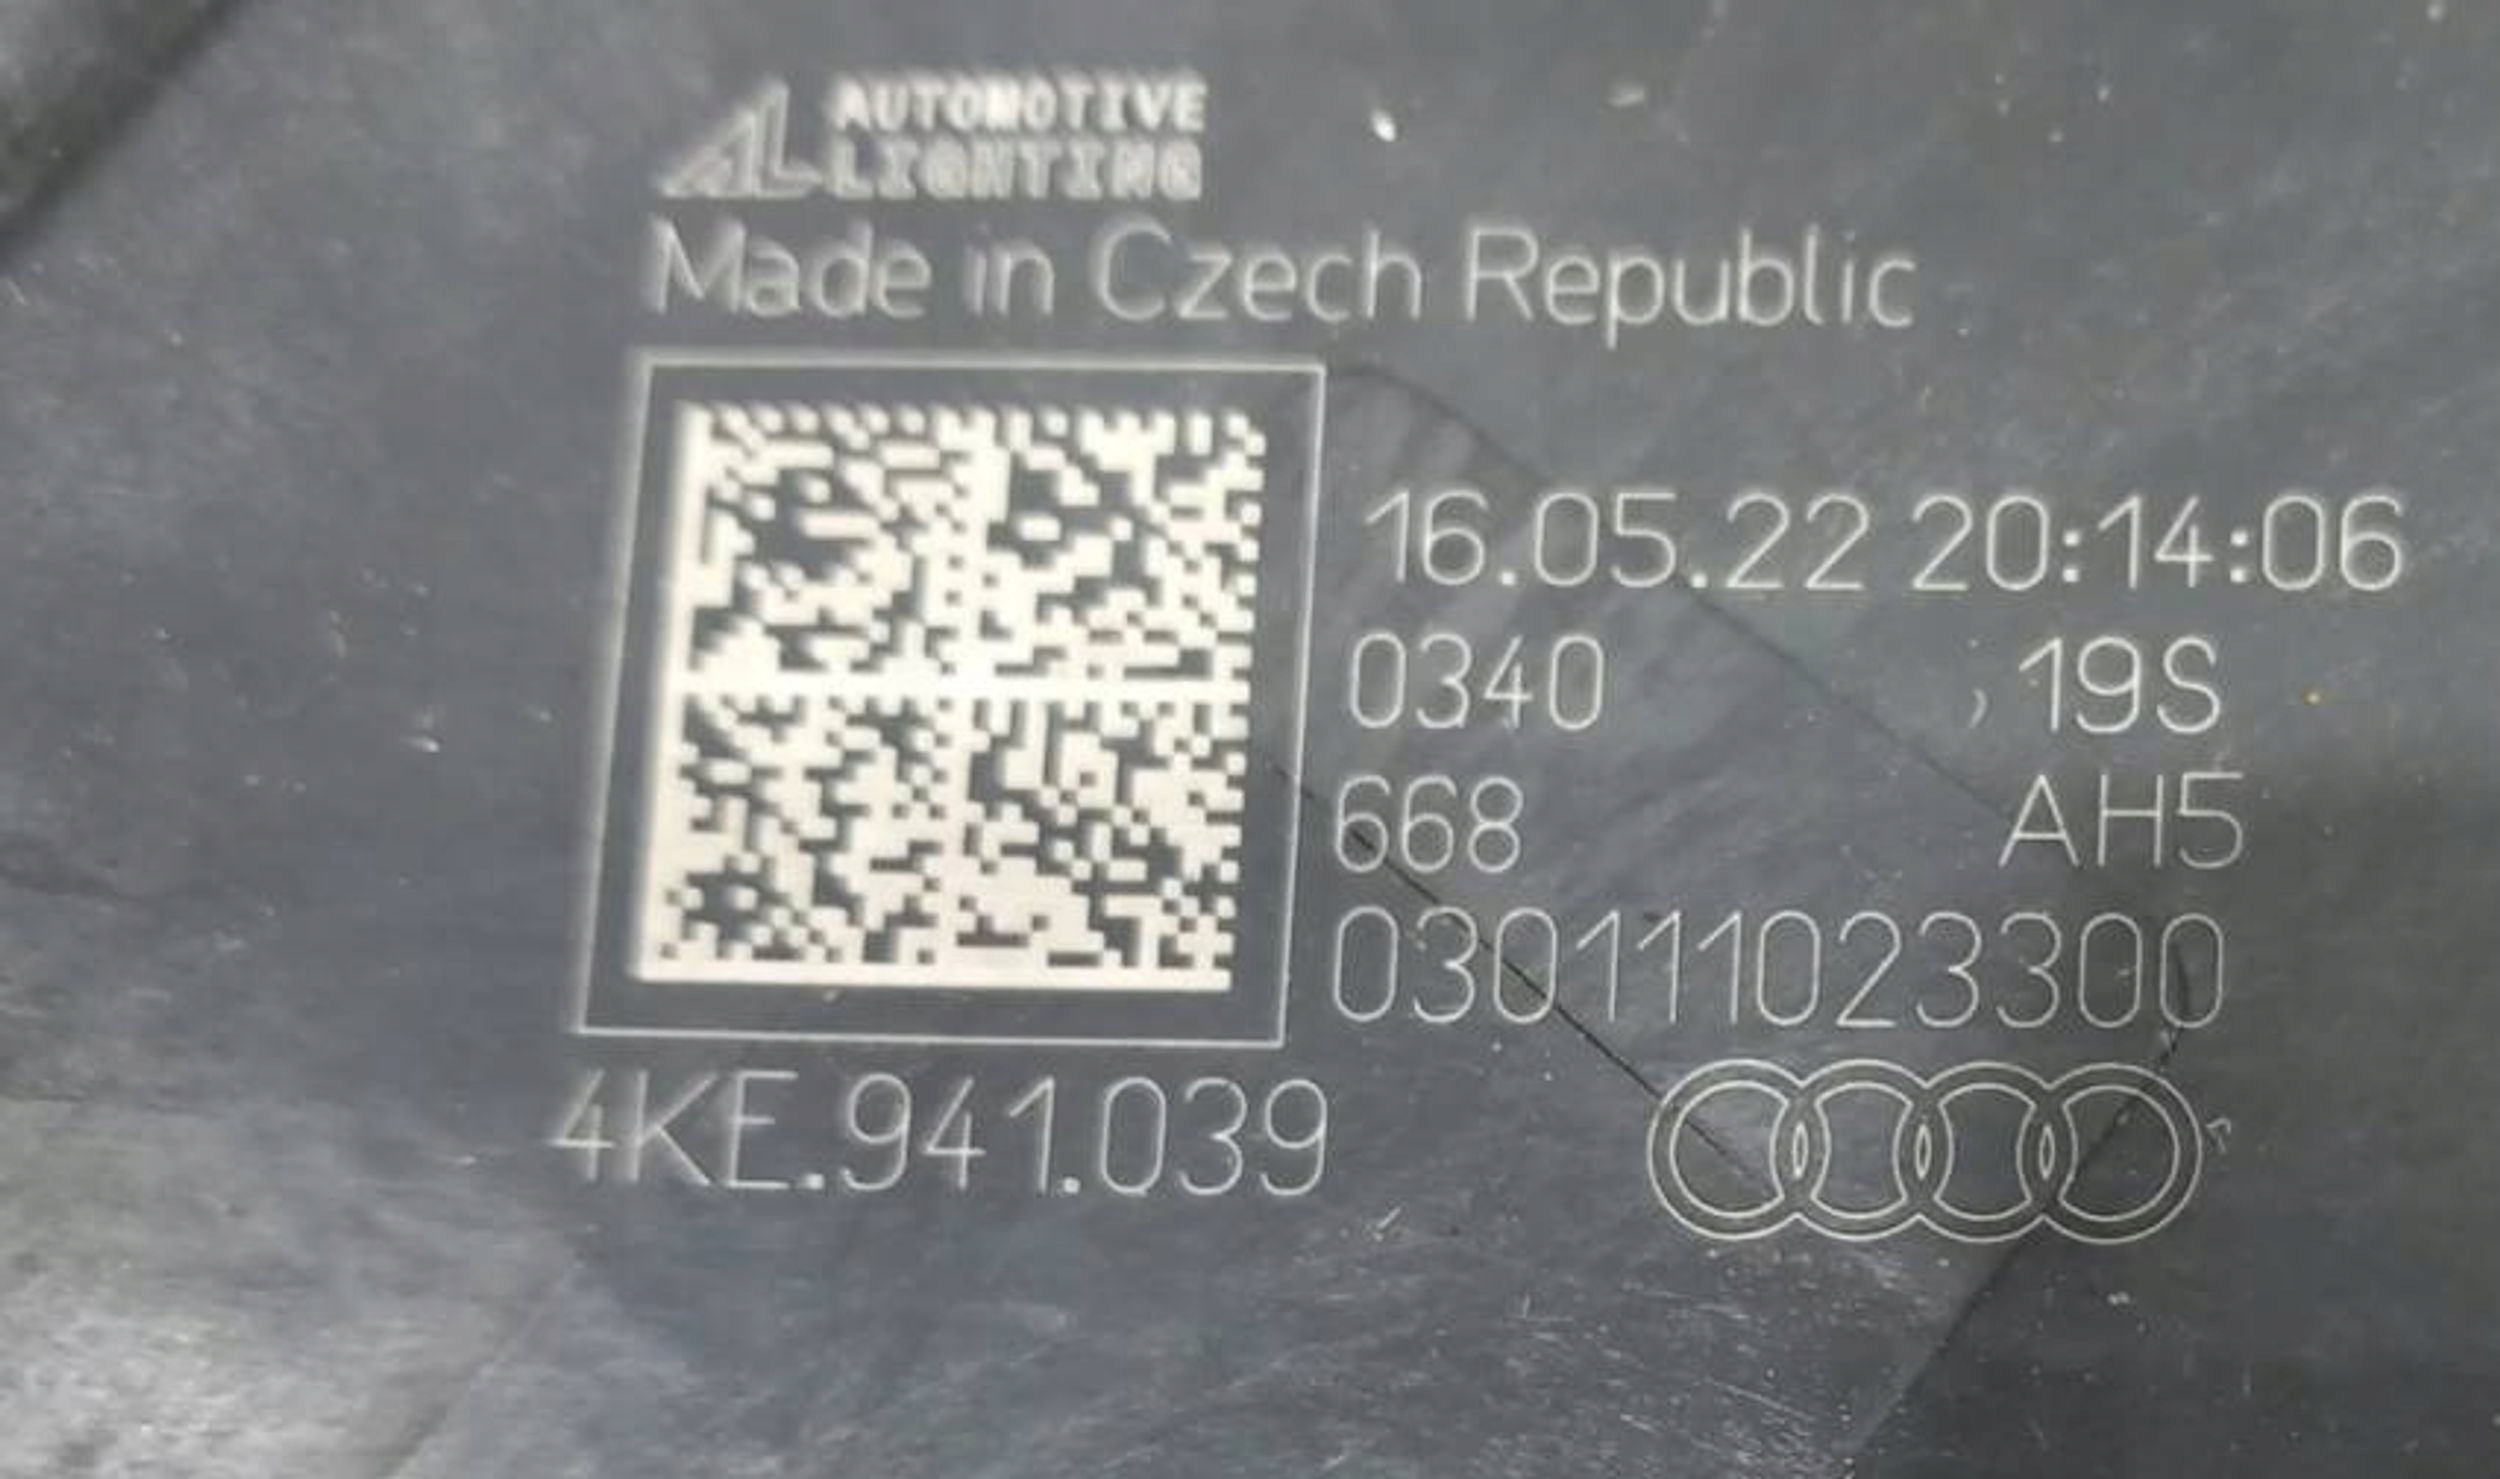 AL AUTOMOTIVE
LIGHTING
Made in Czech Republic
16.05.22 20:14:06
0340 19S
668 AH5
030111023300
4KE.941.039